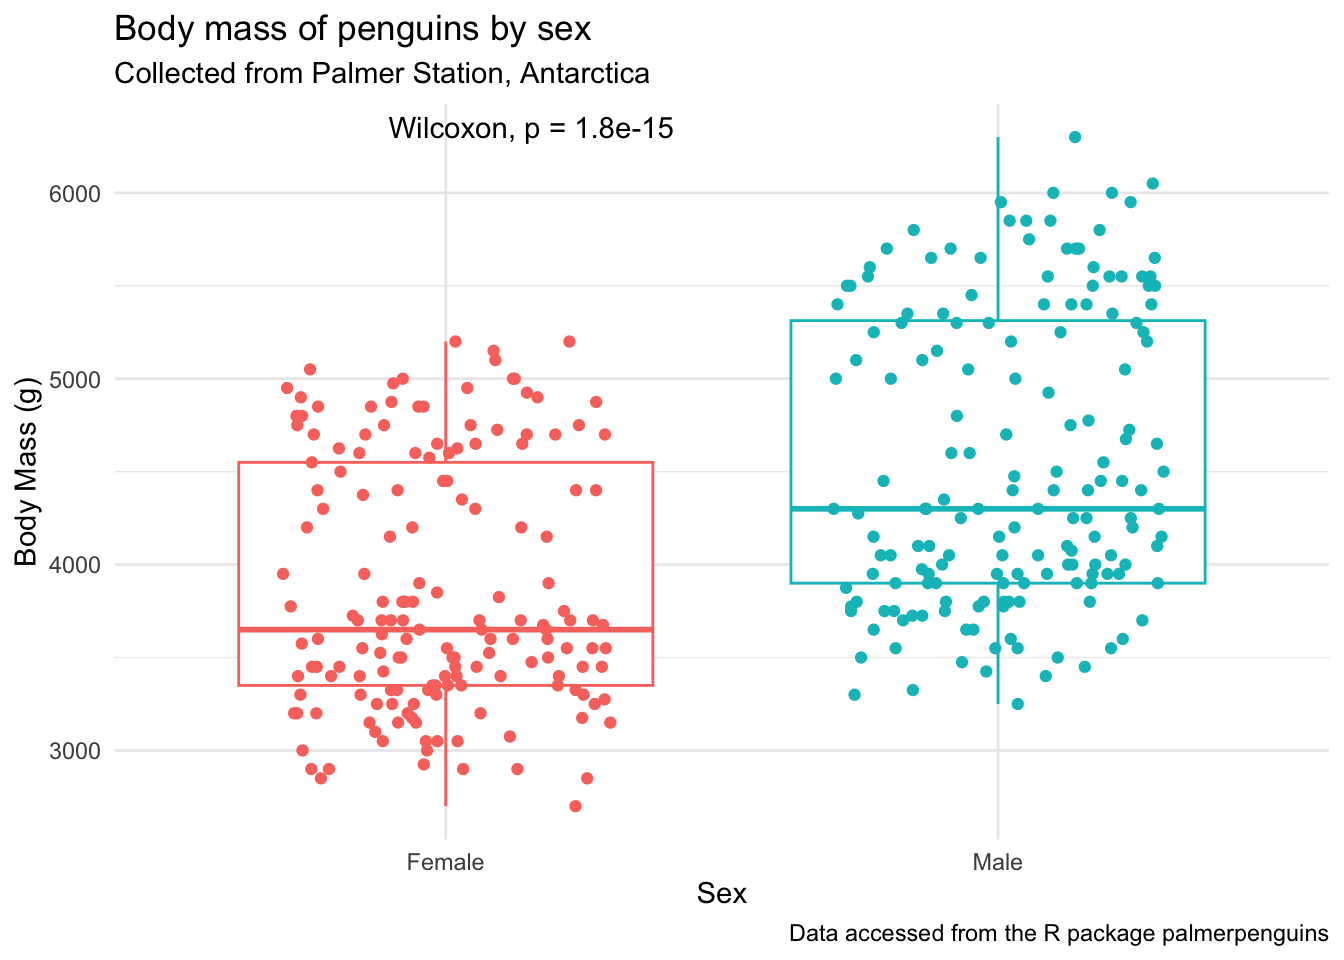 Body mass of penguins by sex
Collected from Palmer Station, Antarctica
Wilcoxon, p = 1.8e-15
6000
5000
4000
3000
Body Mass (g)
Female
Male
Sex
Data accessed from the R package palmerpenguins